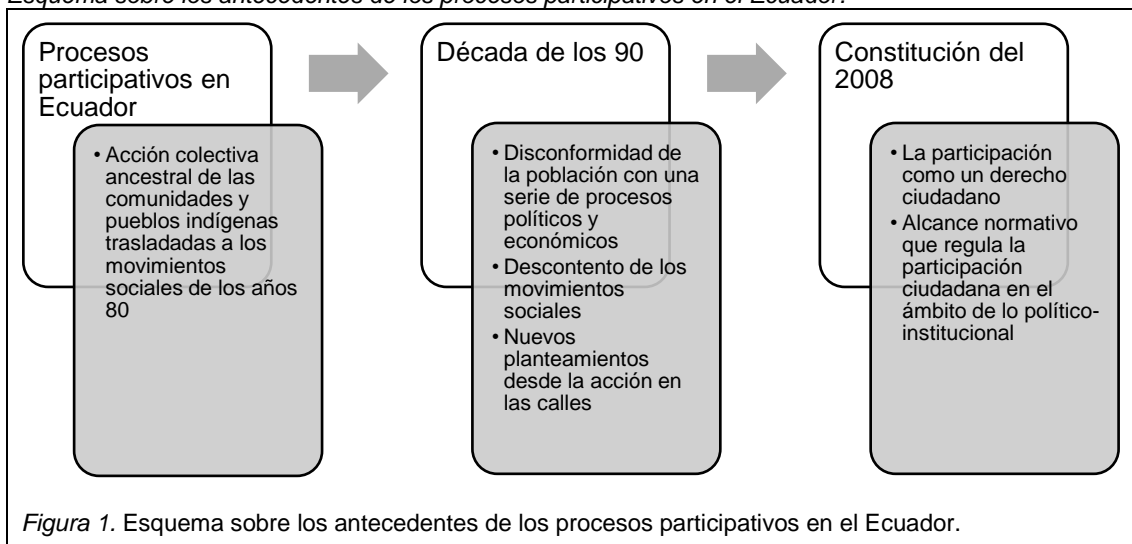 Esquema sobre los antecedentes de los procesos participativos en el Ecuador.
Procesos
participativos en
Ecuador
• Acción colectiva
ancestral de las
comunidades y
pueblos indígenas
trasladadas a los
movimientos
sociales de los años
80
Década de los 90
• Disconformidad de
la población con una
serie de procesos
políticos y
económicos
• Descontento de los
movimientos
sociales
• Nuevos
planteamientos
desde la acción en
las calles
Constitución del
2008
• La participación
como un derecho
ciudadano
• Alcance normativo
que regula la
participación
ciudadana en el
ámbito de lo político-
institucional
Figura 1. Esquema sobre los antecedentes de los procesos participativos en el Ecuador.